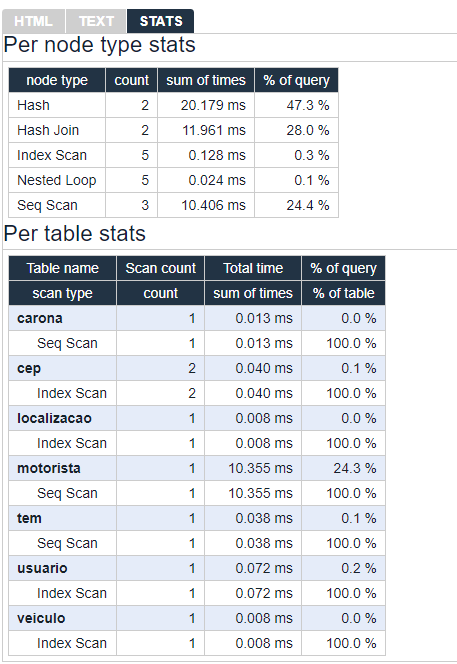 HTML TEXT STATS
Per node type stats
node type count sum of times % of query
Hash 2 20.179 ms 47.3 %
Hash Join 2 11.961 ms 28.0 %
Index Scan 5 0.128 ms 0.3 %
Nested Loop 5 0.024 ms 0.1 %
Seq Scan 3 10.406 ms 24.4 %
Per table stats
Table name Scan count Total time % of query
scan type count sum of times % of table
carona 1 0.013 ms 0.0 %
Seq Scan 1 0.013 ms 100.0 %
cep 2 0.040 ms 0.1 %
Index Scan 2 0.040 ms 100.0 %
localizacao 1 0.008 ms 0.0 %
Index Scan 1 0.008 ms 100.0 %
motorista 1 10.355 ms 24.3 %
Seq Scan 1 10.355 ms 100.0 %
tem 1 0.038 ms 0.1 %
Seq Scan 1 0.038 ms 100.0 %
usuario 1 0.072 ms 0.2 %
Index Scan 1 0.072 ms 100.0 %
veiculo 1 0.008 ms 0.0 %
Index Scan 1 0.008 ms 100.0 %